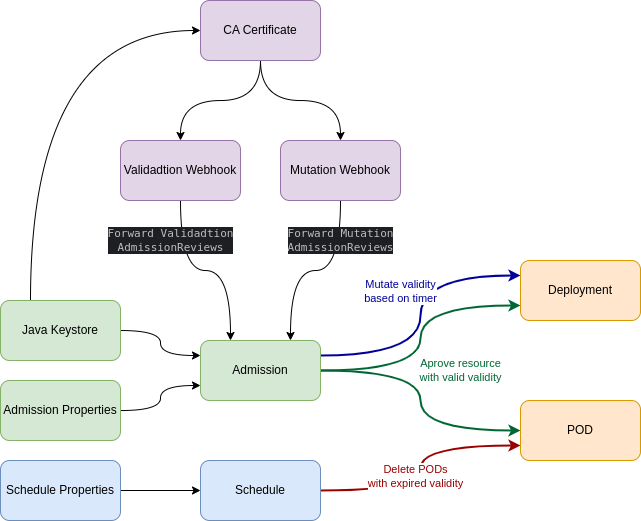 CA Certificate
Validadtion Webhook
Mutation Webhook
Forward Validadtion
AdmissionReviews
Forward Mutation
AdmissionReviews
Mutate validity
based on timer
Deployment
Java Keystore
Admission
Aprove resource
with valid validity
Admission Properties
POD
Schedule Properties
Schedule
Delete PODs
with expired validity